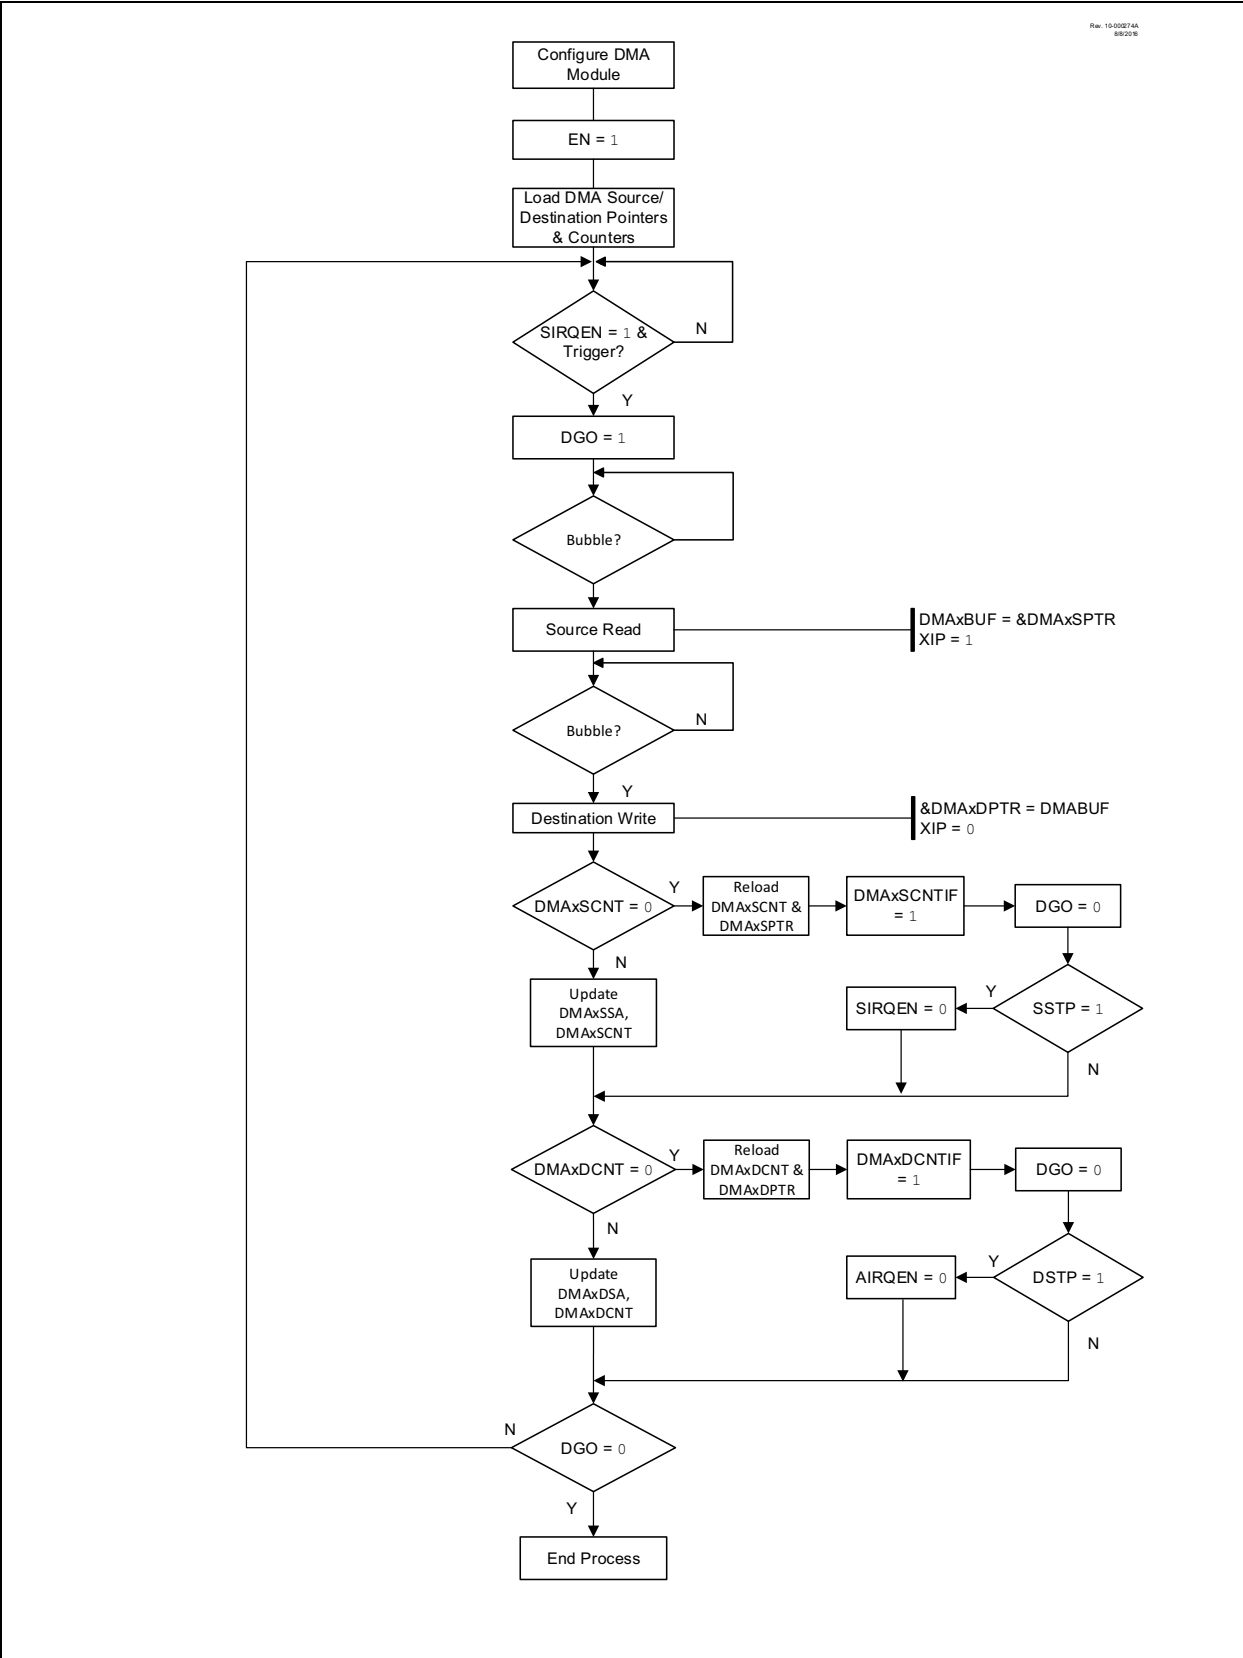 Rev. 10-000274A
8/8/2016
Configure DMA
Module
EN = 1
Load DMA Source/
Destination Pointers
& Counters
SIRQEN = 1 &
Trigger?
N
Y
DGO = 1
Bubble?
Source Read
DMAxBUF = &DMAxSPTR
XIP = 1
Bubble?
N
Y
Destination Write
&DMAxDPTR = DMABUF
XIP = 0
DMAxSCNT = 0
Y
Reload
DMAxSCNT &
DMAxSPTR
DMAxSCNTIF
= 1
DGO = 0
N
Update
DMAxSSA,
DMAxSCNT
SIRQEN = 0
Y
SSTP = 1
N
DMAxDCNT = 0
Y
Reload
DMAxDCNT &
DMAxDPTR
DMAxDCNTIF
= 1
DGO = 0
N
Update
DMAxDSA,
DMAxDCNT
AIRQEN = 0
Y
DSTP = 1
N
N
DGO = 0
Y
End Process